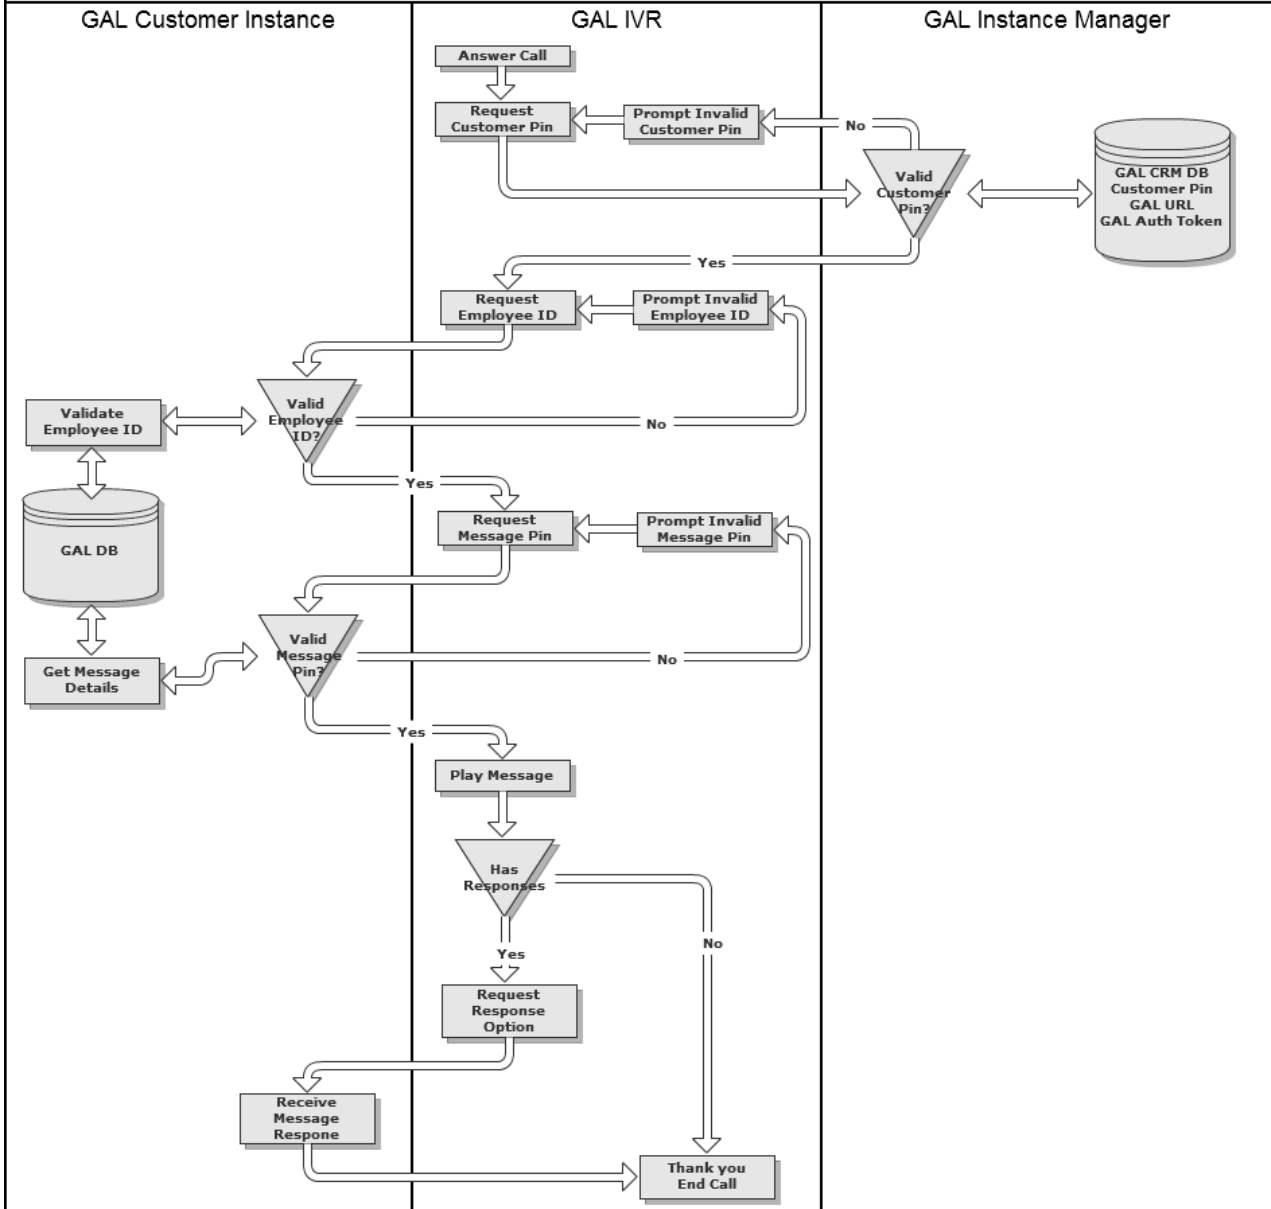 GAL Customer Instance
GAL IVR
GAL Instance Manager
Answer Call
Request
Customer Pin
Prompt Invalid
Customer Pin
No
Valid
Customer
Pin?
GAL CRM DB
Customer Pin
GAL URL
GAL Auth Token
Yes
Request
Employee ID
Prompt Invalid
Employee ID
Validate
Employee ID
Valid
Employee
ID?
No
Yes
Request
Message Pin
Prompt Invalid
Message Pin
GAL DB
Get Message
Details
Valid
Message
Pin?
No
Yes
Play Message
Has
Responses
No
Yes
Request
Response
Option
Receive
Message
Respone
Thank you
End Call